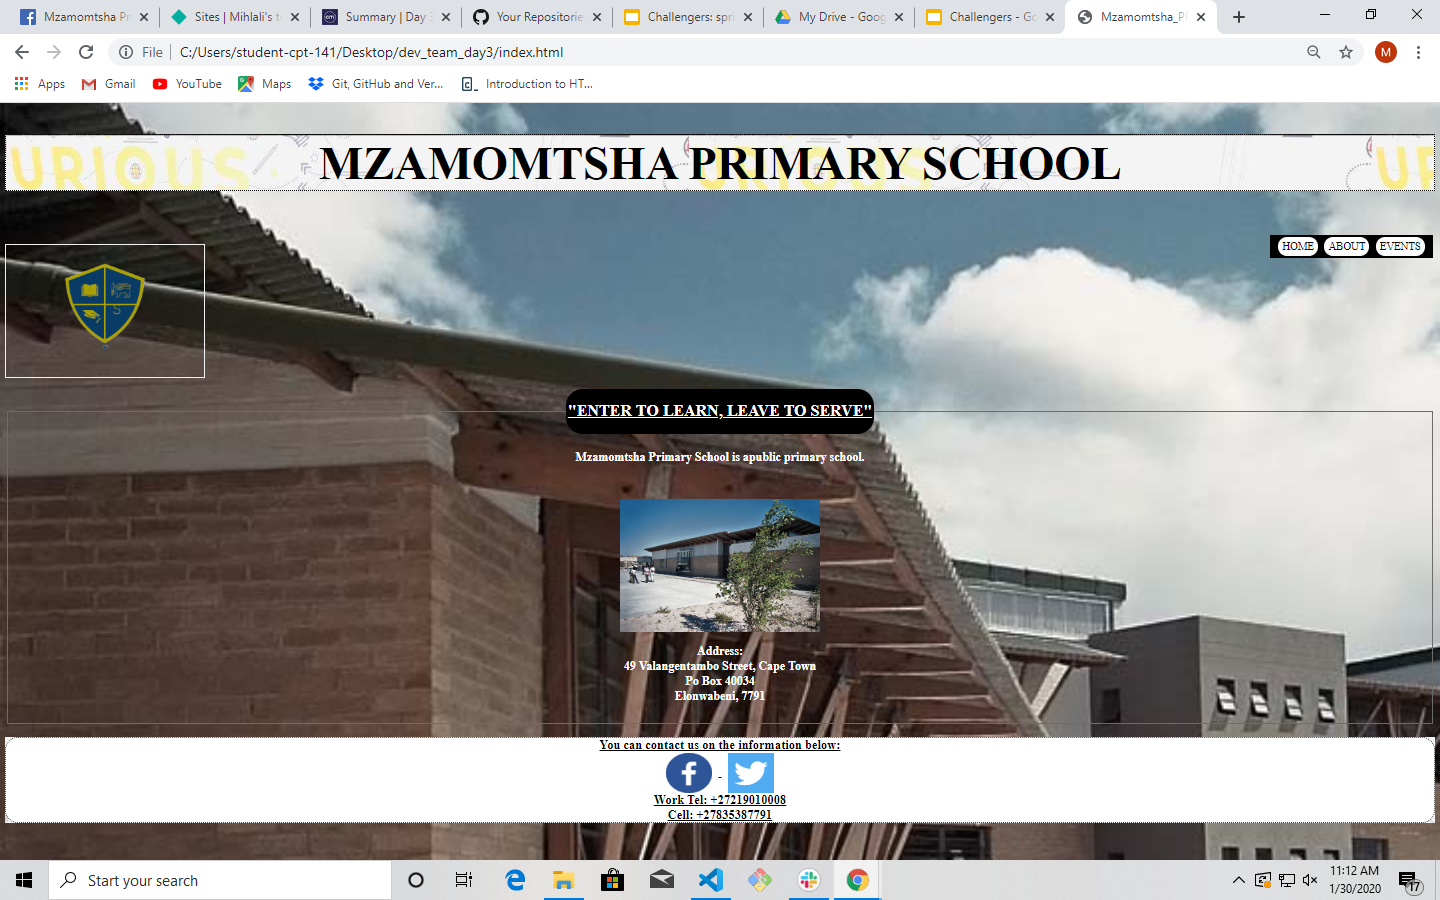 Mzamomtsha Pr
Sites | Mihlali's t
Summary | Day
Your Repositorie
Challengers: spri
My Drive - Goog
Challengers - Go
Mzamomtsha_P
File
C:/Users/student-cpt-141/Desktop/dev_team_day3/index.html
M
Apps
Gmail
YouTube
Maps
Git, GitHub and Ver...
Introduction to HT...
URIOUS
MZAMOMTSHA PRIMARY SCHOOL
HOME
ABOUT
EVENTS
S
"ENTER TO LEARN, LEAVE TO SERVE"
Mzamomtsha Primary School is apublic primary school.
Address:
49 Valangentambo Street, Cape Town
Po Box 40034
Elonwabeni, 7791
You can contact us on the information below:
-
Work Tel: +27219010008
Cell: +27835387791
Start your search
11:12 AM
1/30/2020
17